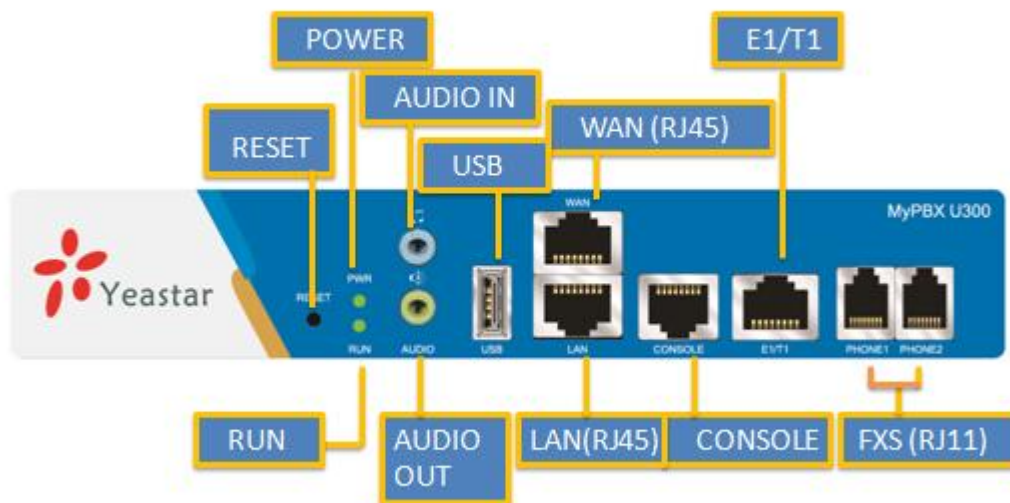 POWER
E1/T1
AUDIO IN
WAN (RJ45)
RESET
USB
WAN
MyPBX U300
Yeastar
PWR
RESET
RUN
AUDIO
USB
LAN
CONSOLE
E1/T1
PHONE1
PHONE2
RUN
AUDIO
OUT
LAN(RJ45)
CONSOLE
FXS (RJ11)